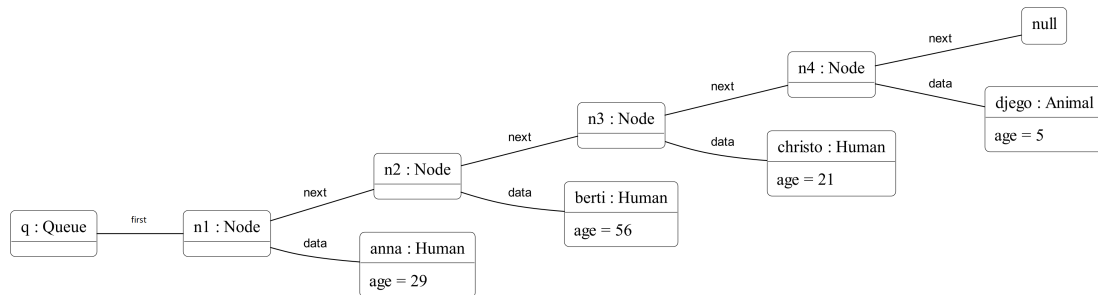 null
next
n4 : Node
data
next
djego : Animal
age = 5
n3 : Node
next
data
christo : Human
age = 21
n2 : Node
next
data
berti : Human
age = 56
q : Queue
first
n1 : Node
data
anna : Human
age = 29